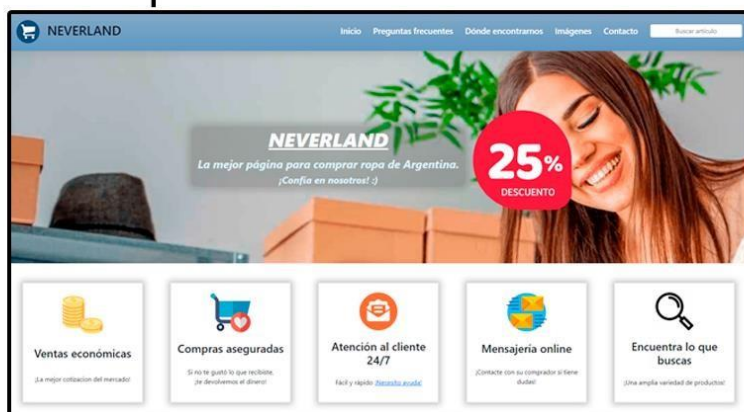 NEVERLAND
Inicio Preguntas frecuentes Dónde encontrarnos Imágenes Contacto Buscar artículo
NEVERLAND
La mejor página para comprar ropa de Argentina.
¡Confía en nosotros! :)
25%
DESCUENTO
Ventas económicas
¡La mejor cotizacion del mercado!
Compras aseguradas
Si no te gustó lo que recibiste,
¡te devolvemos el dinero!
Atención al cliente
24/7
Fácil y rápido ¡Necesito ayuda!
Mensajería online
¡Contacte con su comprador si tiene
dudas!
Encuentra lo que
buscas
¡Una amplia variedad de productos!